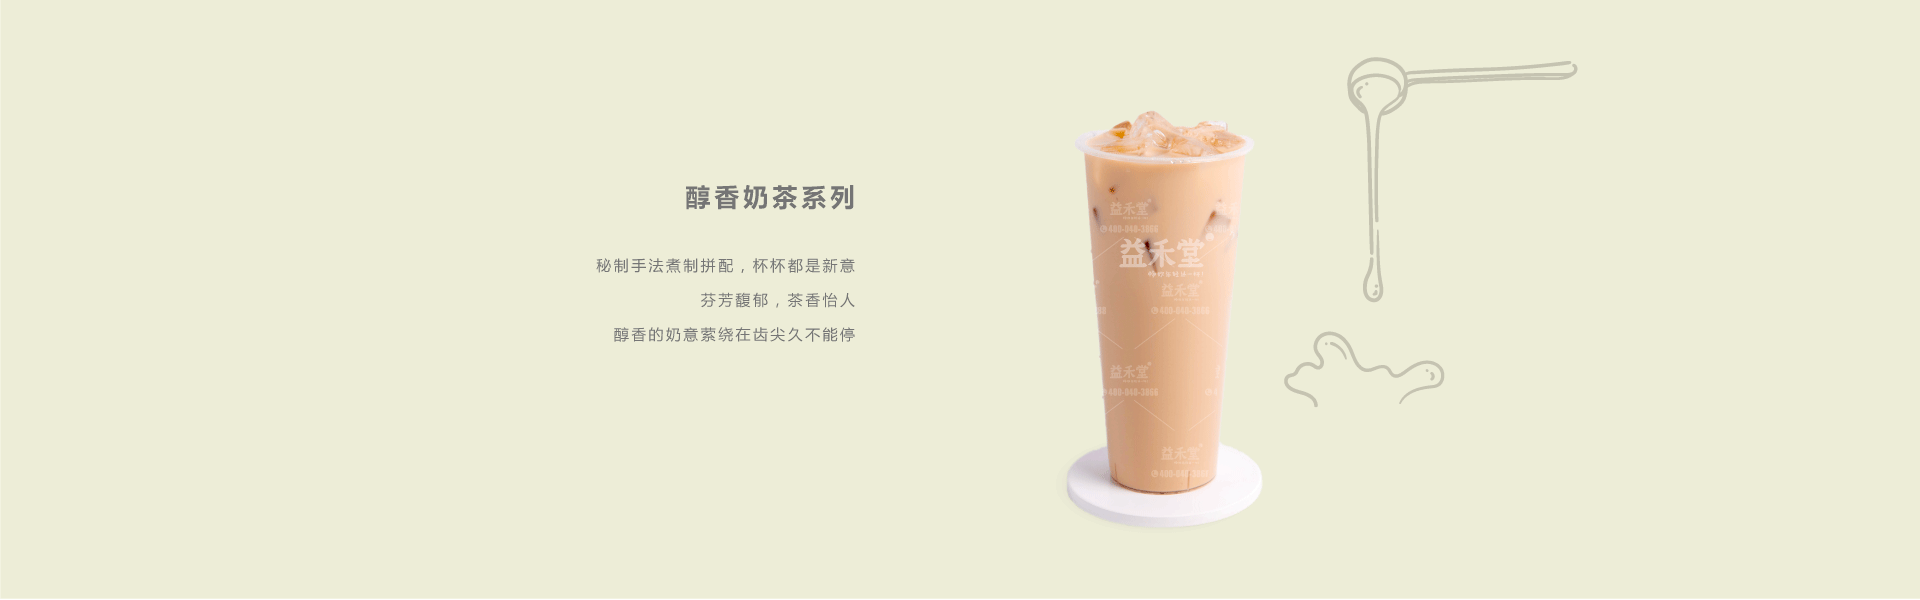 醇香奶茶系列
秘制手法煮制拼配，杯杯都是新意
芬芳馥郁，茶香怡人
醇香的奶意萦绕在齿尖久不能停
益禾堂
400-040-3086
益禾堂
益禾堂
益禾堂
益禾堂